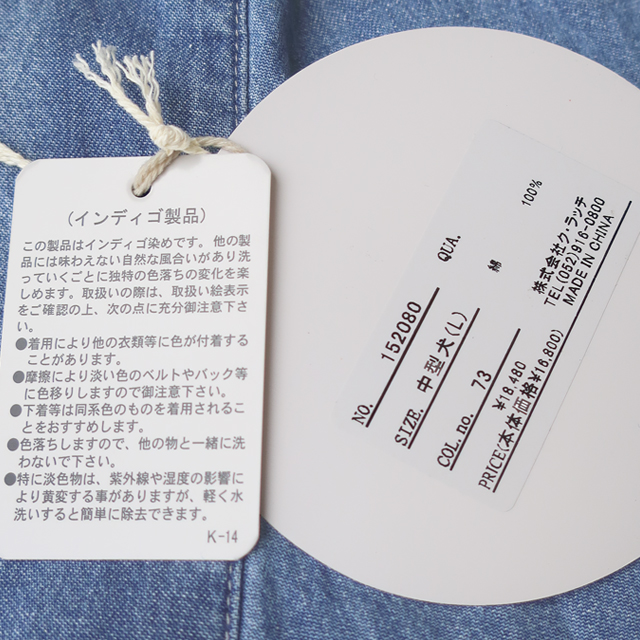 (インディゴ製品)
この製品はインディゴ染めです。他の製
品には味わえない自然な風合いがあり洗
っていくごとに独特の色落ちの変化を楽
しめます。取扱いの際は、取扱い絵表示
をご確認の上、次の点に充分御注意下さ
い。
●着用により他の衣類等に色が付着する
ことがあります。
●摩擦により淡い色のベルトやバック等
に色移りしますので御注意下さい。
●下着等は同系色のものを着用されるこ
とをおすすめします。
●色落ちしますので、他の物と一緒に洗
わないで下さい。
●特に淡色物は、紫外線や湿度の影響に
より黄変する事がありますが、軽く水
洗いすると簡単に除去できます。
K-14
NO. 152080
SIZE. 中型犬(L)
COL. no. 73
¥18,480
PRICE(本体価格¥16,800)
QUA.
綿 100%
株式会社ク・ラッチ
TEL(052)916-0800
MADE IN CHINA